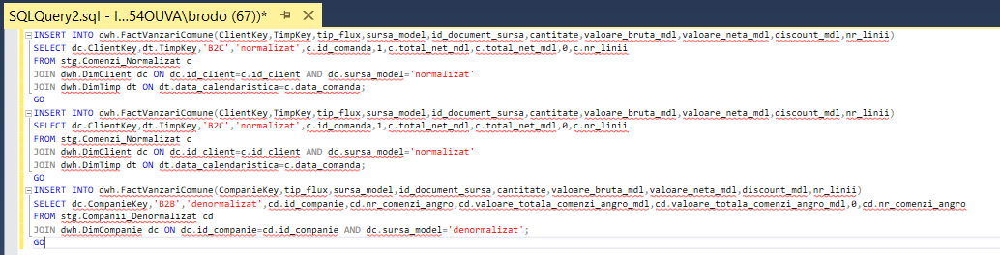 SQLQuery2.sql - l...54OUVA\brodo (67))*
INSERT INTO dwh.FactVanzariComune(ClientKey,TimpKey,tip_flux,sursa_model,id_document_sursa,cantitate,valoare_bruta_mdl,valoare_neta_mdl,discount_mdl,nr_linii)
SELECT dc.ClientKey,dt.TimpKey,'B2C','normalizat',c.id_comanda,1,c.total_net_mdl,c.total_net_mdl,0,c.nr_linii
FROM stg.Comenzi_Normalizat c
JOIN dwh.DimClient dc ON dc.id_client=c.id_client AND dc.sursa_model='normalizat'
JOIN dwh.DimTimp dt ON dt.data_calendaristica=c.data_comanda;
GO
INSERT INTO dwh.FactVanzariComune(ClientKey,TimpKey,tip_flux,sursa_model,id_document_sursa,cantitate,valoare_bruta_mdl,valoare_neta_mdl,discount_mdl,nr_linii)
SELECT dc.ClientKey,dt.TimpKey,'B2C','normalizat',c.id_comanda,1,c.total_net_mdl,c.total_net_mdl,0,c.nr_linii
FROM stg.Comenzi_Normalizat c
JOIN dwh.DimClient dc ON dc.id_client=c.id_client AND dc.sursa_model='normalizat'
JOIN dwh.DimTimp dt ON dt.data_calendaristica=c.data_comanda;
GO
INSERT INTO dwh.FactVanzariComune(CompanieKey,tip_flux,sursa_model,id_document_sursa,cantitate,valoare_bruta_mdl,valoare_neta_mdl,discount_mdl,nr_linii)
SELECT dc.CompanieKey,'B2B','denormalizat',cd.id_companie,cd.nr_comenzi_angro,cd.valoare_totala_comenzi_angro_mdl,cd.valoare_totala_comenzi_angro_mdl,0,cd.nr_comenzi_angro
FROM stg.Companii_Denormalizat cd
JOIN dwh.DimCompanie dc ON dc.id_companie=cd.id_companie AND dc.sursa_model='denormalizat';
GO